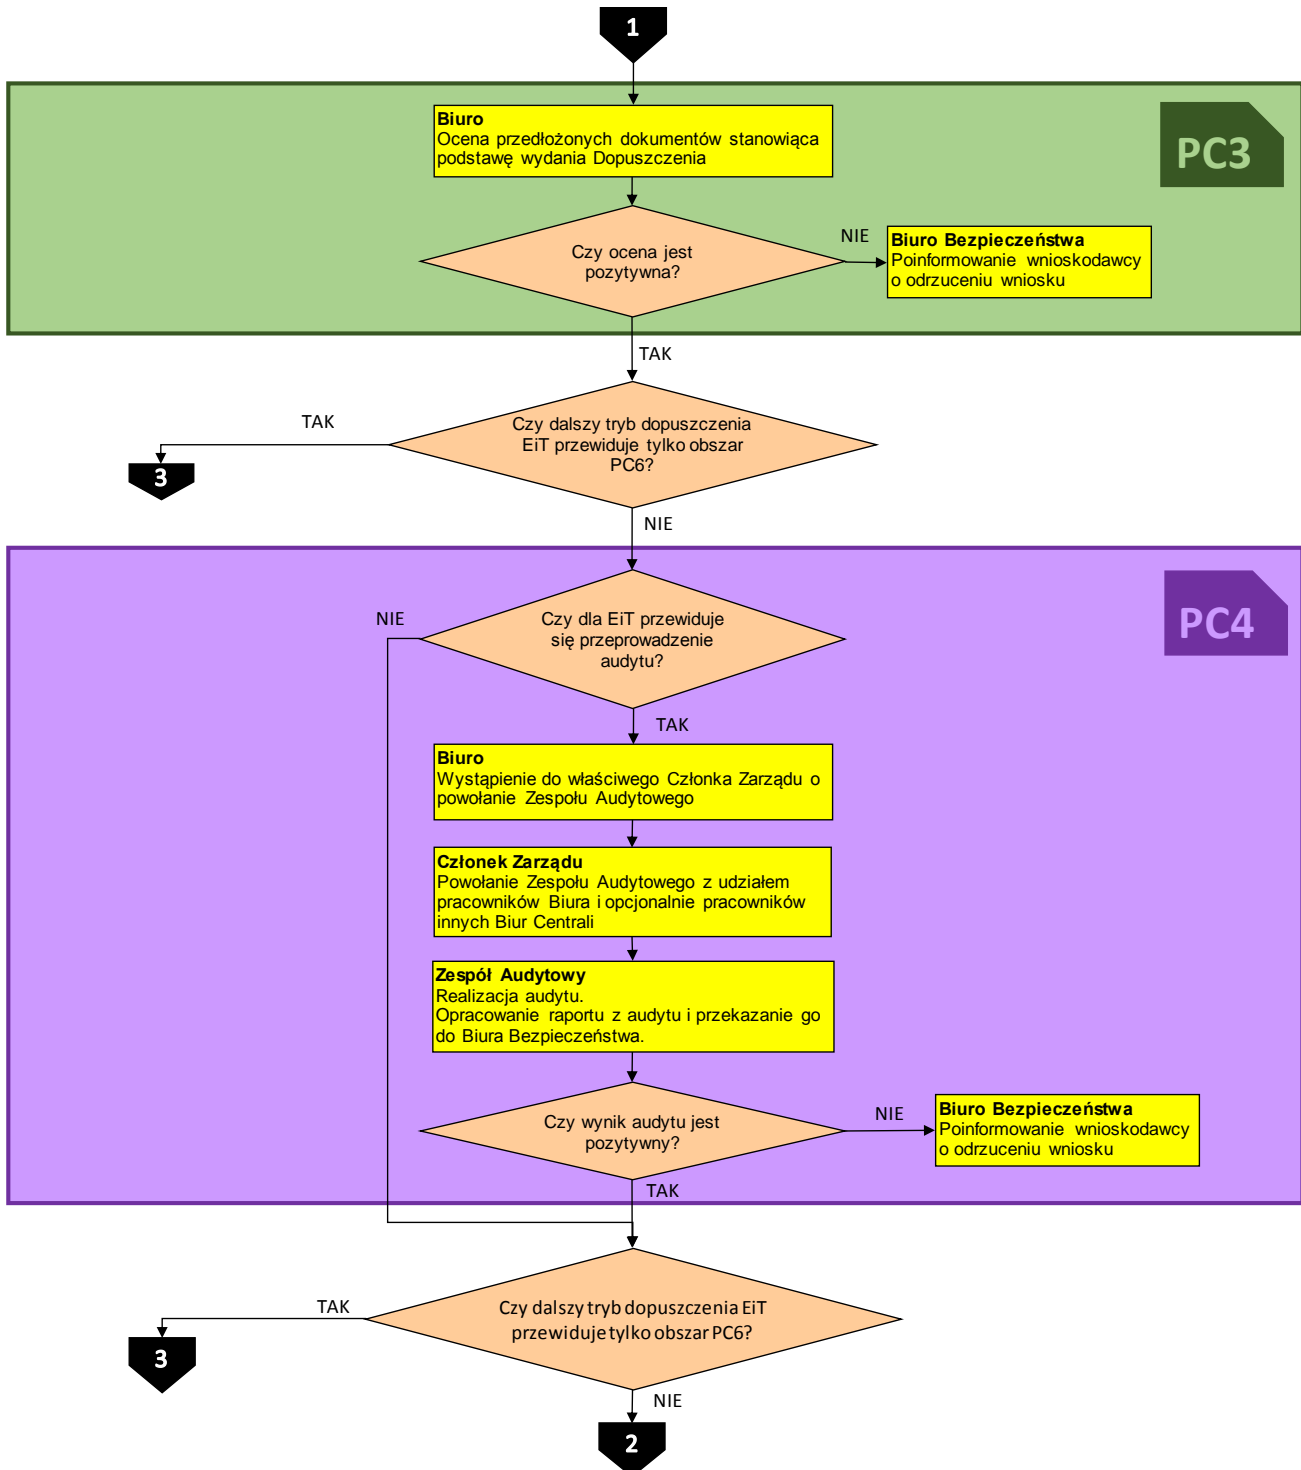 1
Biuro
Ocena przedłożonych dokumentów stanowiąca
podstawę wydania Dopuszczenia
PC3
Czy ocena jest
pozytywna?
NIE
Biuro Bezpieczeństwa
Poinformowanie wnioskodawcy
o odrzuceniu wniosku
TAK
Czy dalszy tryb dopuszczenia
EiT przewiduje tylko obszar
PC6?
TAK
3
NIE
PC4
Czy dla EiT przewiduje
się przeprowadzenie
audytu?
NIE
TAK
Biuro
Wystąpienie do właściwego Członka Zarządu o
powołanie Zespołu Audytowego
Członek Zarządu
Powołanie Zespołu Audytowego z udziałem
pracowników Biura i opcjonalnie pracowników
innych Biur Centrali
Zespół Audytowy
Realizacja audytu.
Opracowanie raportu z audytu i przekazanie go
do Biura Bezpieczeństwa.
Czy wynik audytu jest
pozytywny?
NIE
Biuro Bezpieczeństwa
Poinformowanie wnioskodawcy
o odrzuceniu wniosku
TAK
Czy dalszy tryb dopuszczenia EiT
przewiduje tylko obszar PC6?
TAK
3
NIE
2